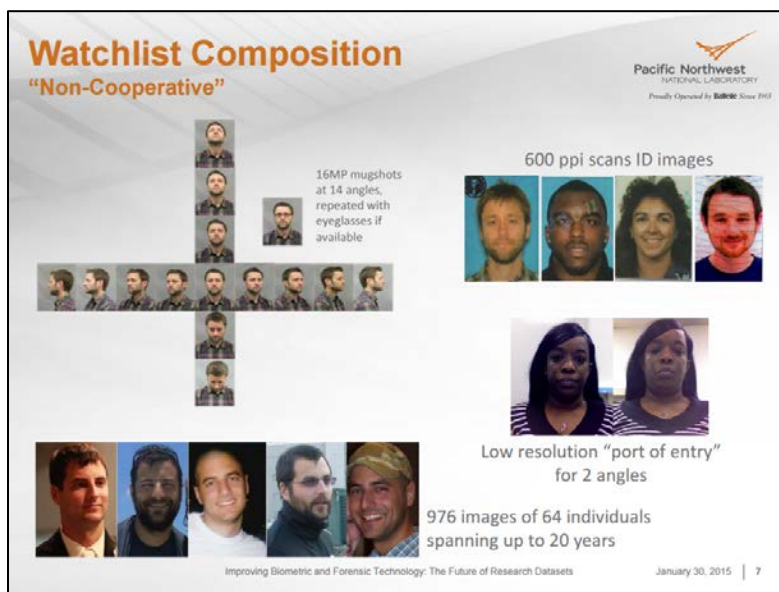 Watchlist Composition
“Non-Cooperative”
Pacific Northwest
NATIONAL LABORATORY
Proudly Operated by Battelle Since 1965
16MP mugshots
at 14 angles,
repeated with
eyeglasses if
available
600 ppi scans ID images
Low resolution “port of entry”
for 2 angles
976 images of 64 individuals
spanning up to 20 years
Improving Biometric and Forensic Technology: The Future of Research Datasets
January 30, 2015
7